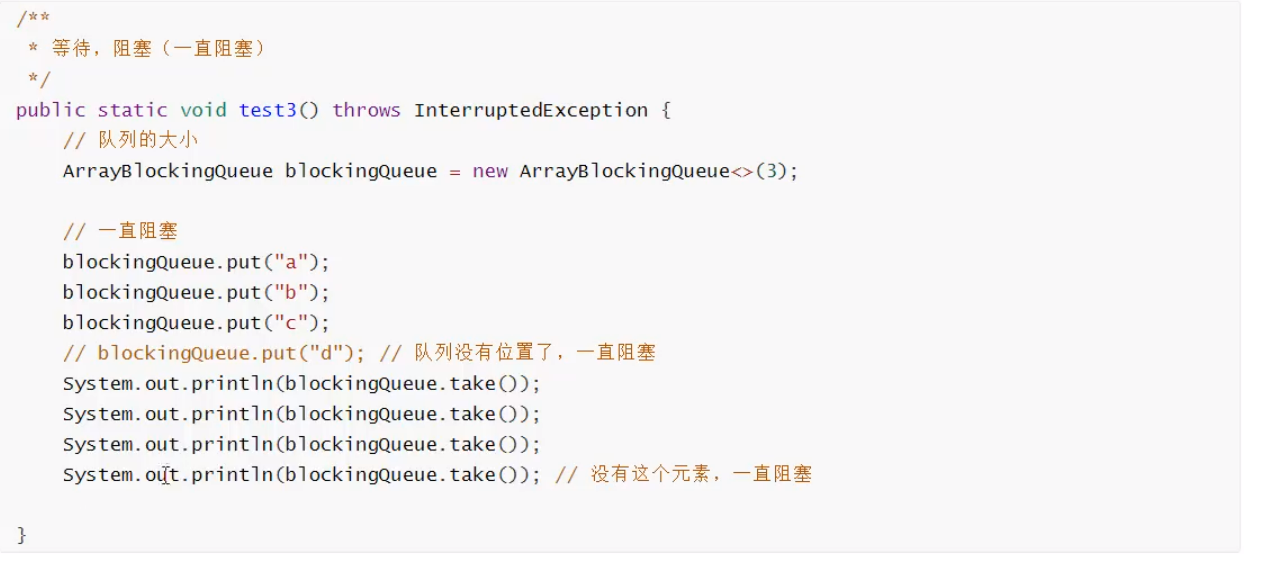 /**
 * 等待，阻塞（一直阻塞）
 */
public static void test3() throws InterruptedException {
    // 队列的大小
    ArrayBlockingQueue blockingQueue = new ArrayBlockingQueue<>(3);
    // 一直阻塞
    blockingQueue.put("a");
    blockingQueue.put("b");
    blockingQueue.put("c");
    // blockingQueue.put("d"); // 队列没有位置了，一直阻塞
    System.out.println(blockingQueue.take());
    System.out.println(blockingQueue.take());
    System.out.println(blockingQueue.take());
    System.out.println(blockingQueue.take()); // 没有这个元素，一直阻塞
}